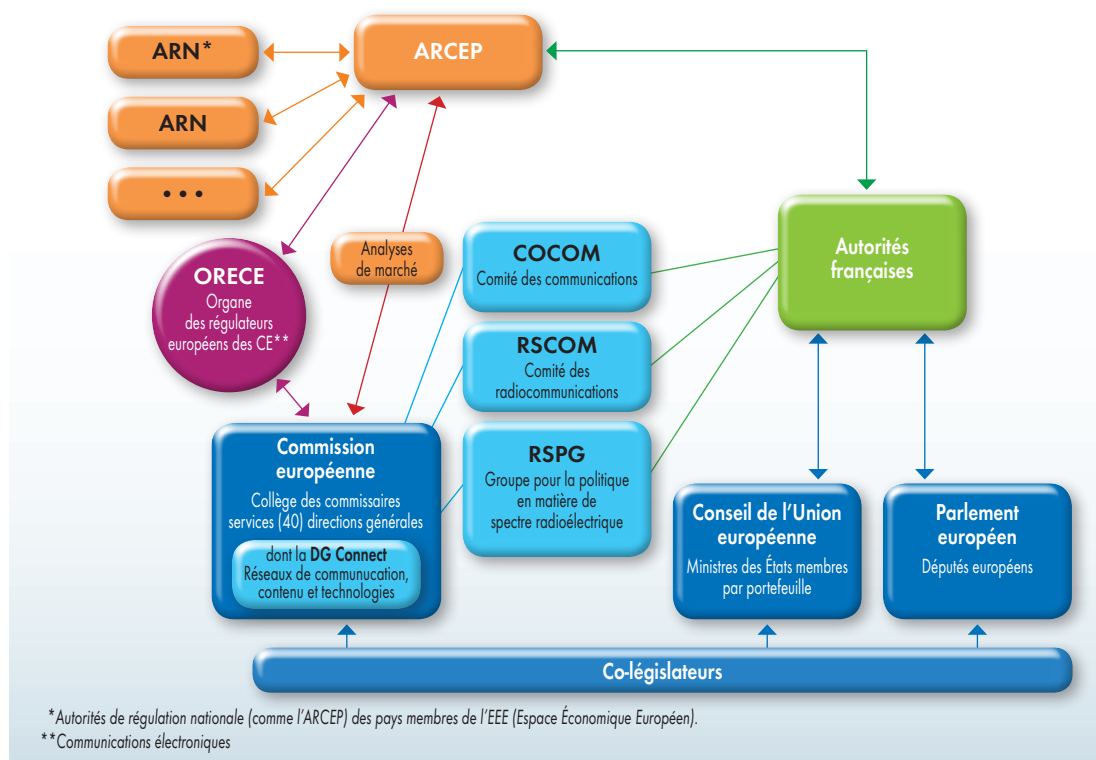 ARN*
ARCEP
ARN
• • •
ORECE
Organe
des régulateurs
européens des CE**
Analyses
de marché
COCOM
Comité des communications
RSCOM
Comité des
radiocommunications
RSPG
Groupe pour la politique
en matière de
spectre radioélectrique
Autorités
françaises
Commission
européenne
Collège des commissaires
services (40) directions générales
dont la DG Connect
Réseaux de communucation,
contenu et technologies
Conseil de l'Union
européenne
Ministres des États membres
par portefeuille
Parlement
européen
Députés européens
Co-législateurs
*Autorités de régulation nationale (comme l'ARCEP) des pays membres de l'EEE (Espace Économique Européen).
**Communications électroniques